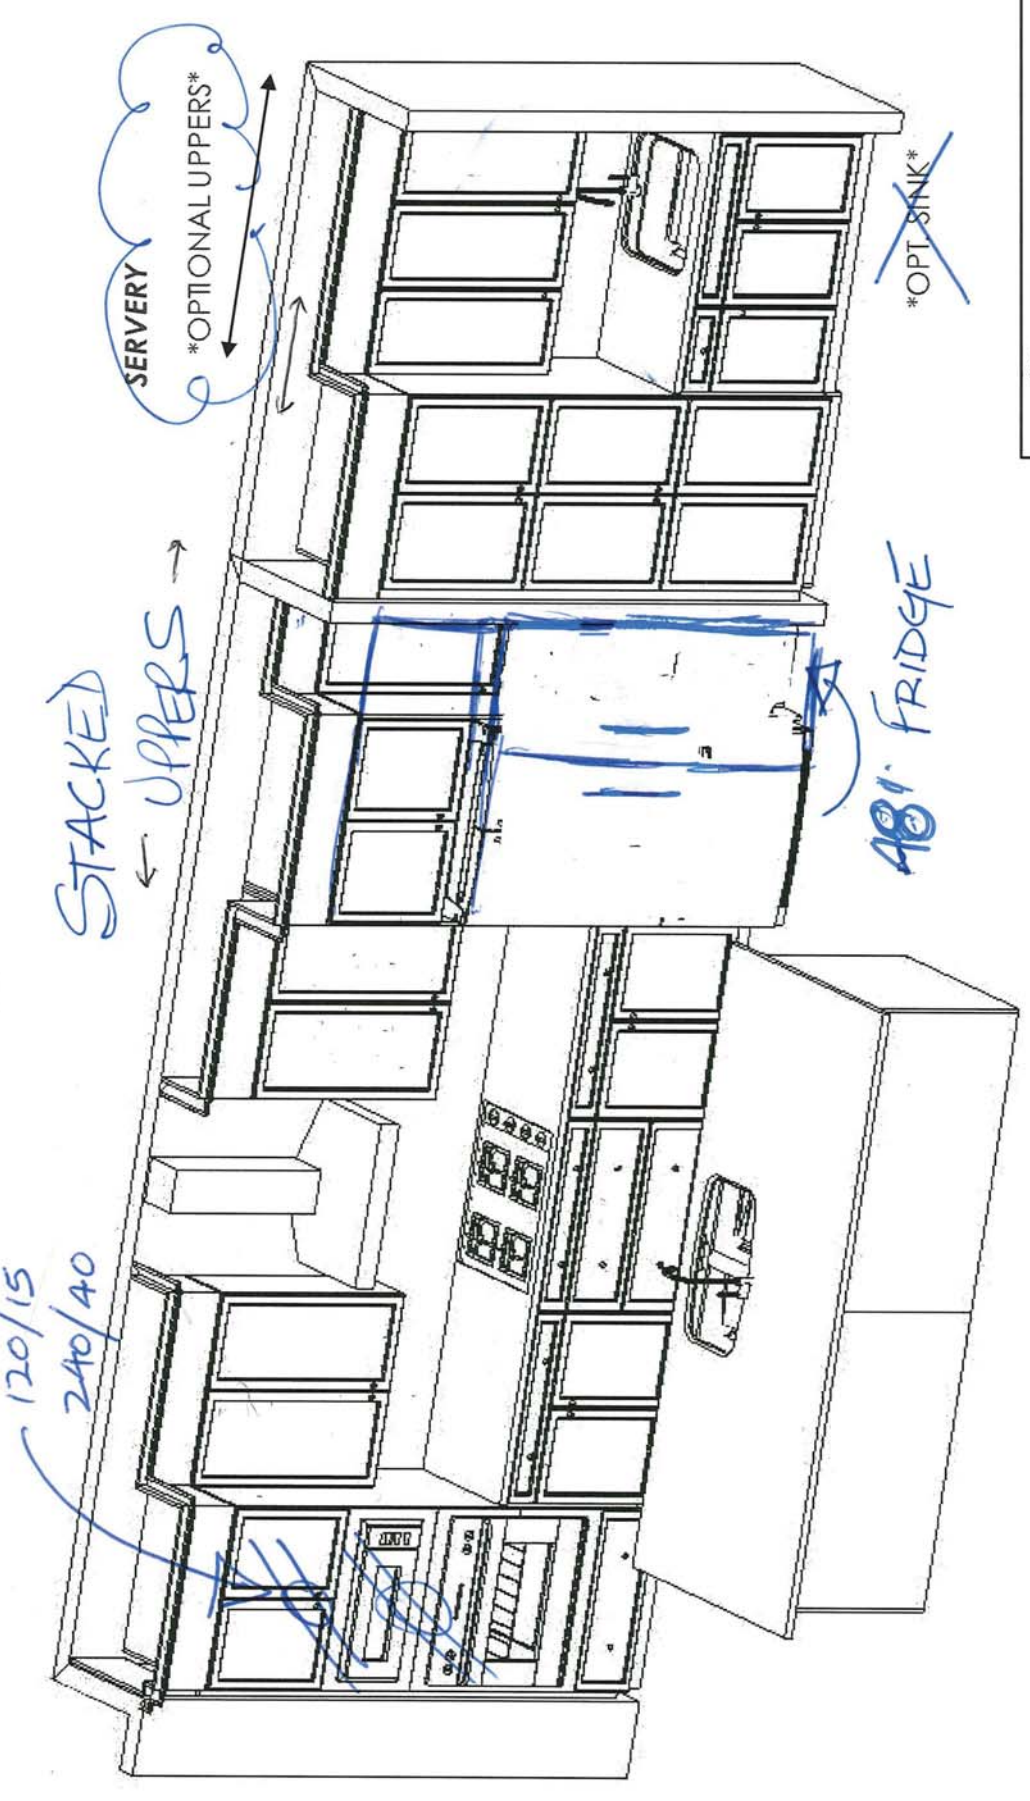 120/15
240/40
STACKED
← UPPERS →
SERVERY
*OPTIONAL UPPERS*
48" FRIDGE
*OPT. SINK*